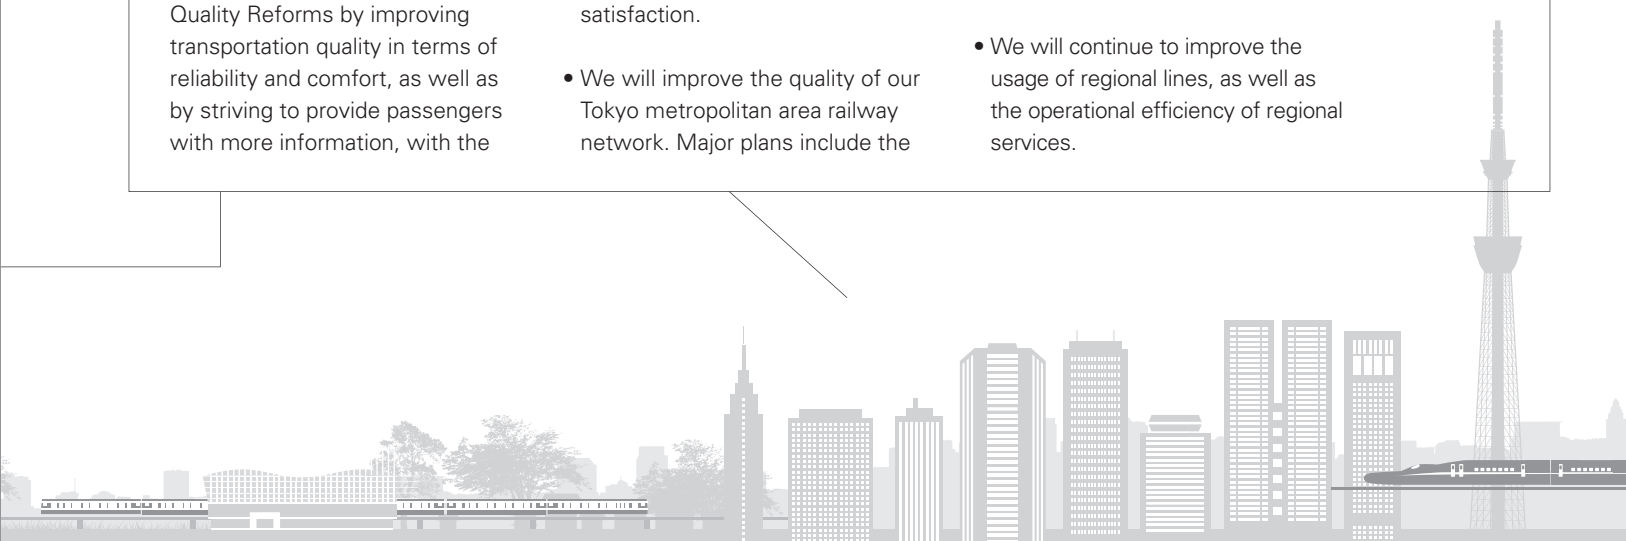 Quality Reforms by improving
transportation quality in terms of
reliability and comfort, as well as
by striving to provide passengers
with more information, with the
satisfaction.
• We will improve the quality of our
Tokyo metropolitan area railway
network. Major plans include the
• We will continue to improve the
usage of regional lines, as well as
the operational efficiency of regional
services.